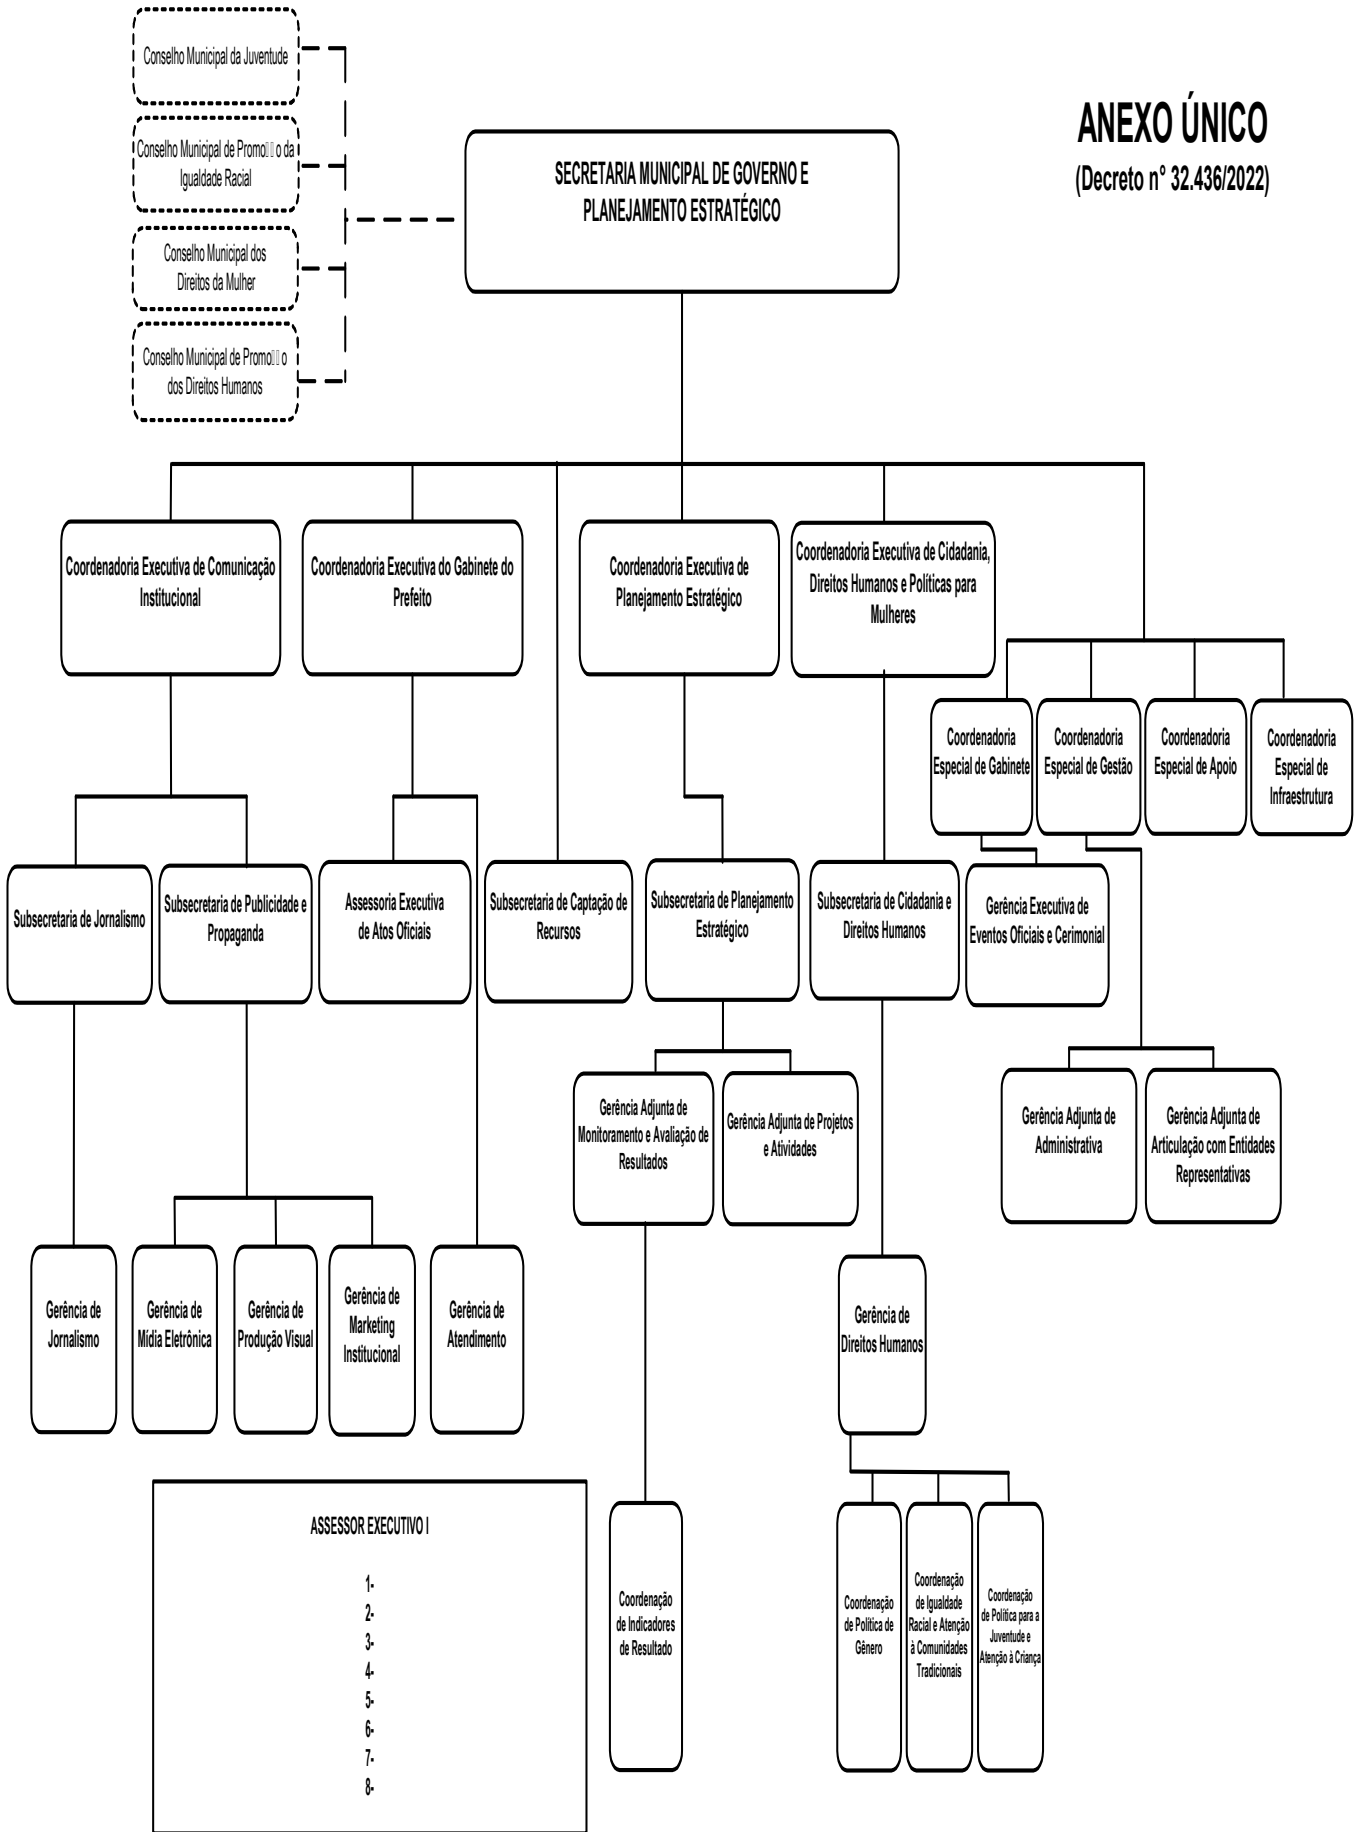 Conselho Municipal da Juventude
Conselho Municipal de Promo o da
Igualdade Racial
Conselho Municipal dos
Direitos da Mulher
Conselho Municipal de Promo o
dos Direitos Humanos
ANEXO ÚNICO
(Decreto n° 32.436/2022)
SECRETARIA MUNICIPAL DE GOVERNO E
PLANEJAMENTO ESTRATÉGICO
Coordenadoria Executiva de Comunicação
Institucional
Coordenadoria Executiva do Gabinete do
Prefeito
Coordenadoria Executiva de
Planejamento Estratégico
Coordenadoria Executiva de Cidadania,
Direitos Humanos e Políticas para
Mulheres
Coordenadoria
Especial de Gabinete
Coordenadoria
Especial de Gestão
Coordenadoria
Especial de Apoio
Coordenadoria
Especial de
Infraestrutura
Subsecretaria de Jornalismo
Subsecretaria de Publicidade e
Propaganda
Assessoria Executiva
de Atos Oficiais
Subsecretaria de Captação de
Recursos
Subsecretaria de Planejamento
Estratégico
Subsecretaria de Cidadania e
Direitos Humanos
Gerência Executiva de
Eventos Oficiais e Cerimonial
Gerência Adjunta de
Monitoramento e Avaliação de
Resultados
Gerência Adjunta de Projetos
e Atividades
Gerência Adjunta de
Administrativa
Gerência Adjunta de
Articulação com Entidades
Representativas
Gerência de
Jornalismo
Gerência de
Mídia Eletrônica
Gerência de
Produção Visual
Gerência de
Marketing
Institucional
Gerência de
Atendimento
Gerência de
Direitos Humanos
ASSESSOR EXECUTIVO I
1-
2-
3-
4-
5-
6-
7-
8-
Coordenação
de Indicadores
de Resultado
Coordenação
de Política de
Gênero
Coordenação
de Igualdade
Racial e Atenção
à Comunidades
Tradicionais
Coordenação
de Política para a
Juventude e
Atenção à Criança